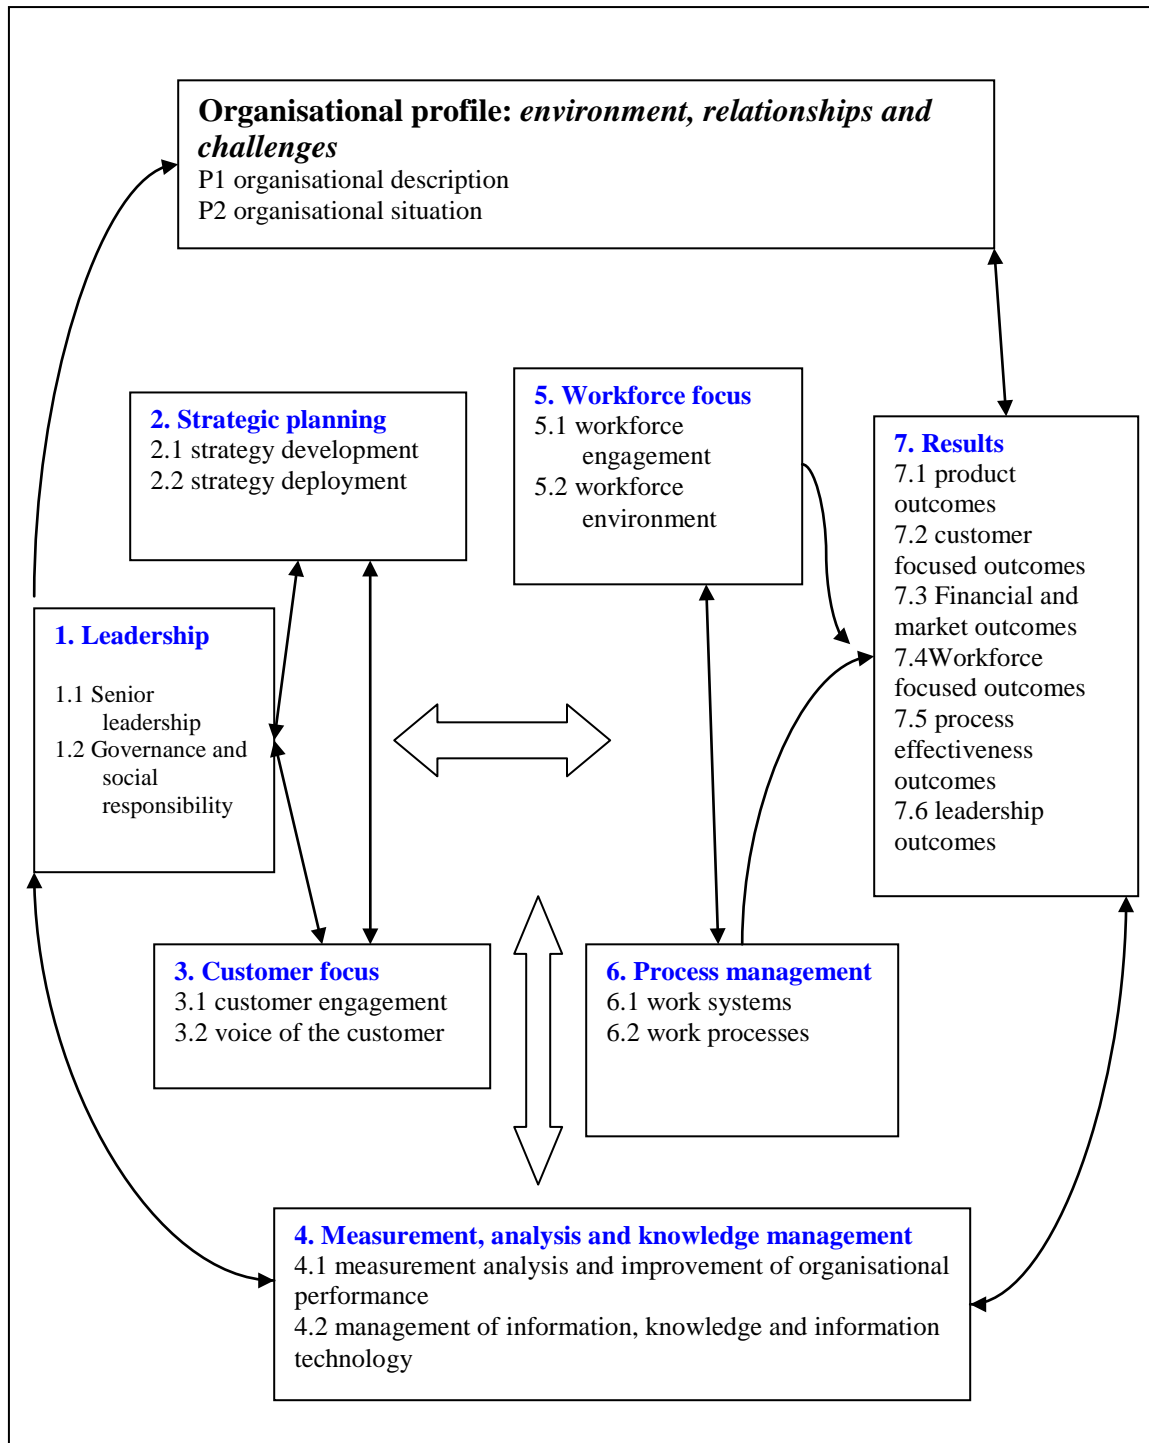 Organisational profile: environment, relationships and
challenges
P1 organisational description
P2 organisational situation
2. Strategic planning
2.1 strategy development
2.2 strategy deployment
5. Workforce focus
5.1 workforce
engagement
5.2 workforce
environment
7. Results
7.1 product
outcomes
7.2 customer
focused outcomes
7.3 Financial and
market outcomes
7.4Workforce
focused outcomes
7.5 process
effectiveness
outcomes
7.6 leadership
outcomes
1. Leadership
1.1 Senior
leadership
1.2 Governance and
social
responsibility
3. Customer focus
3.1 customer engagement
3.2 voice of the customer
6. Process management
6.1 work systems
6.2 work processes
4. Measurement, analysis and knowledge management
4.1 measurement analysis and improvement of organisational
performance
4.2 management of information, knowledge and information
technology